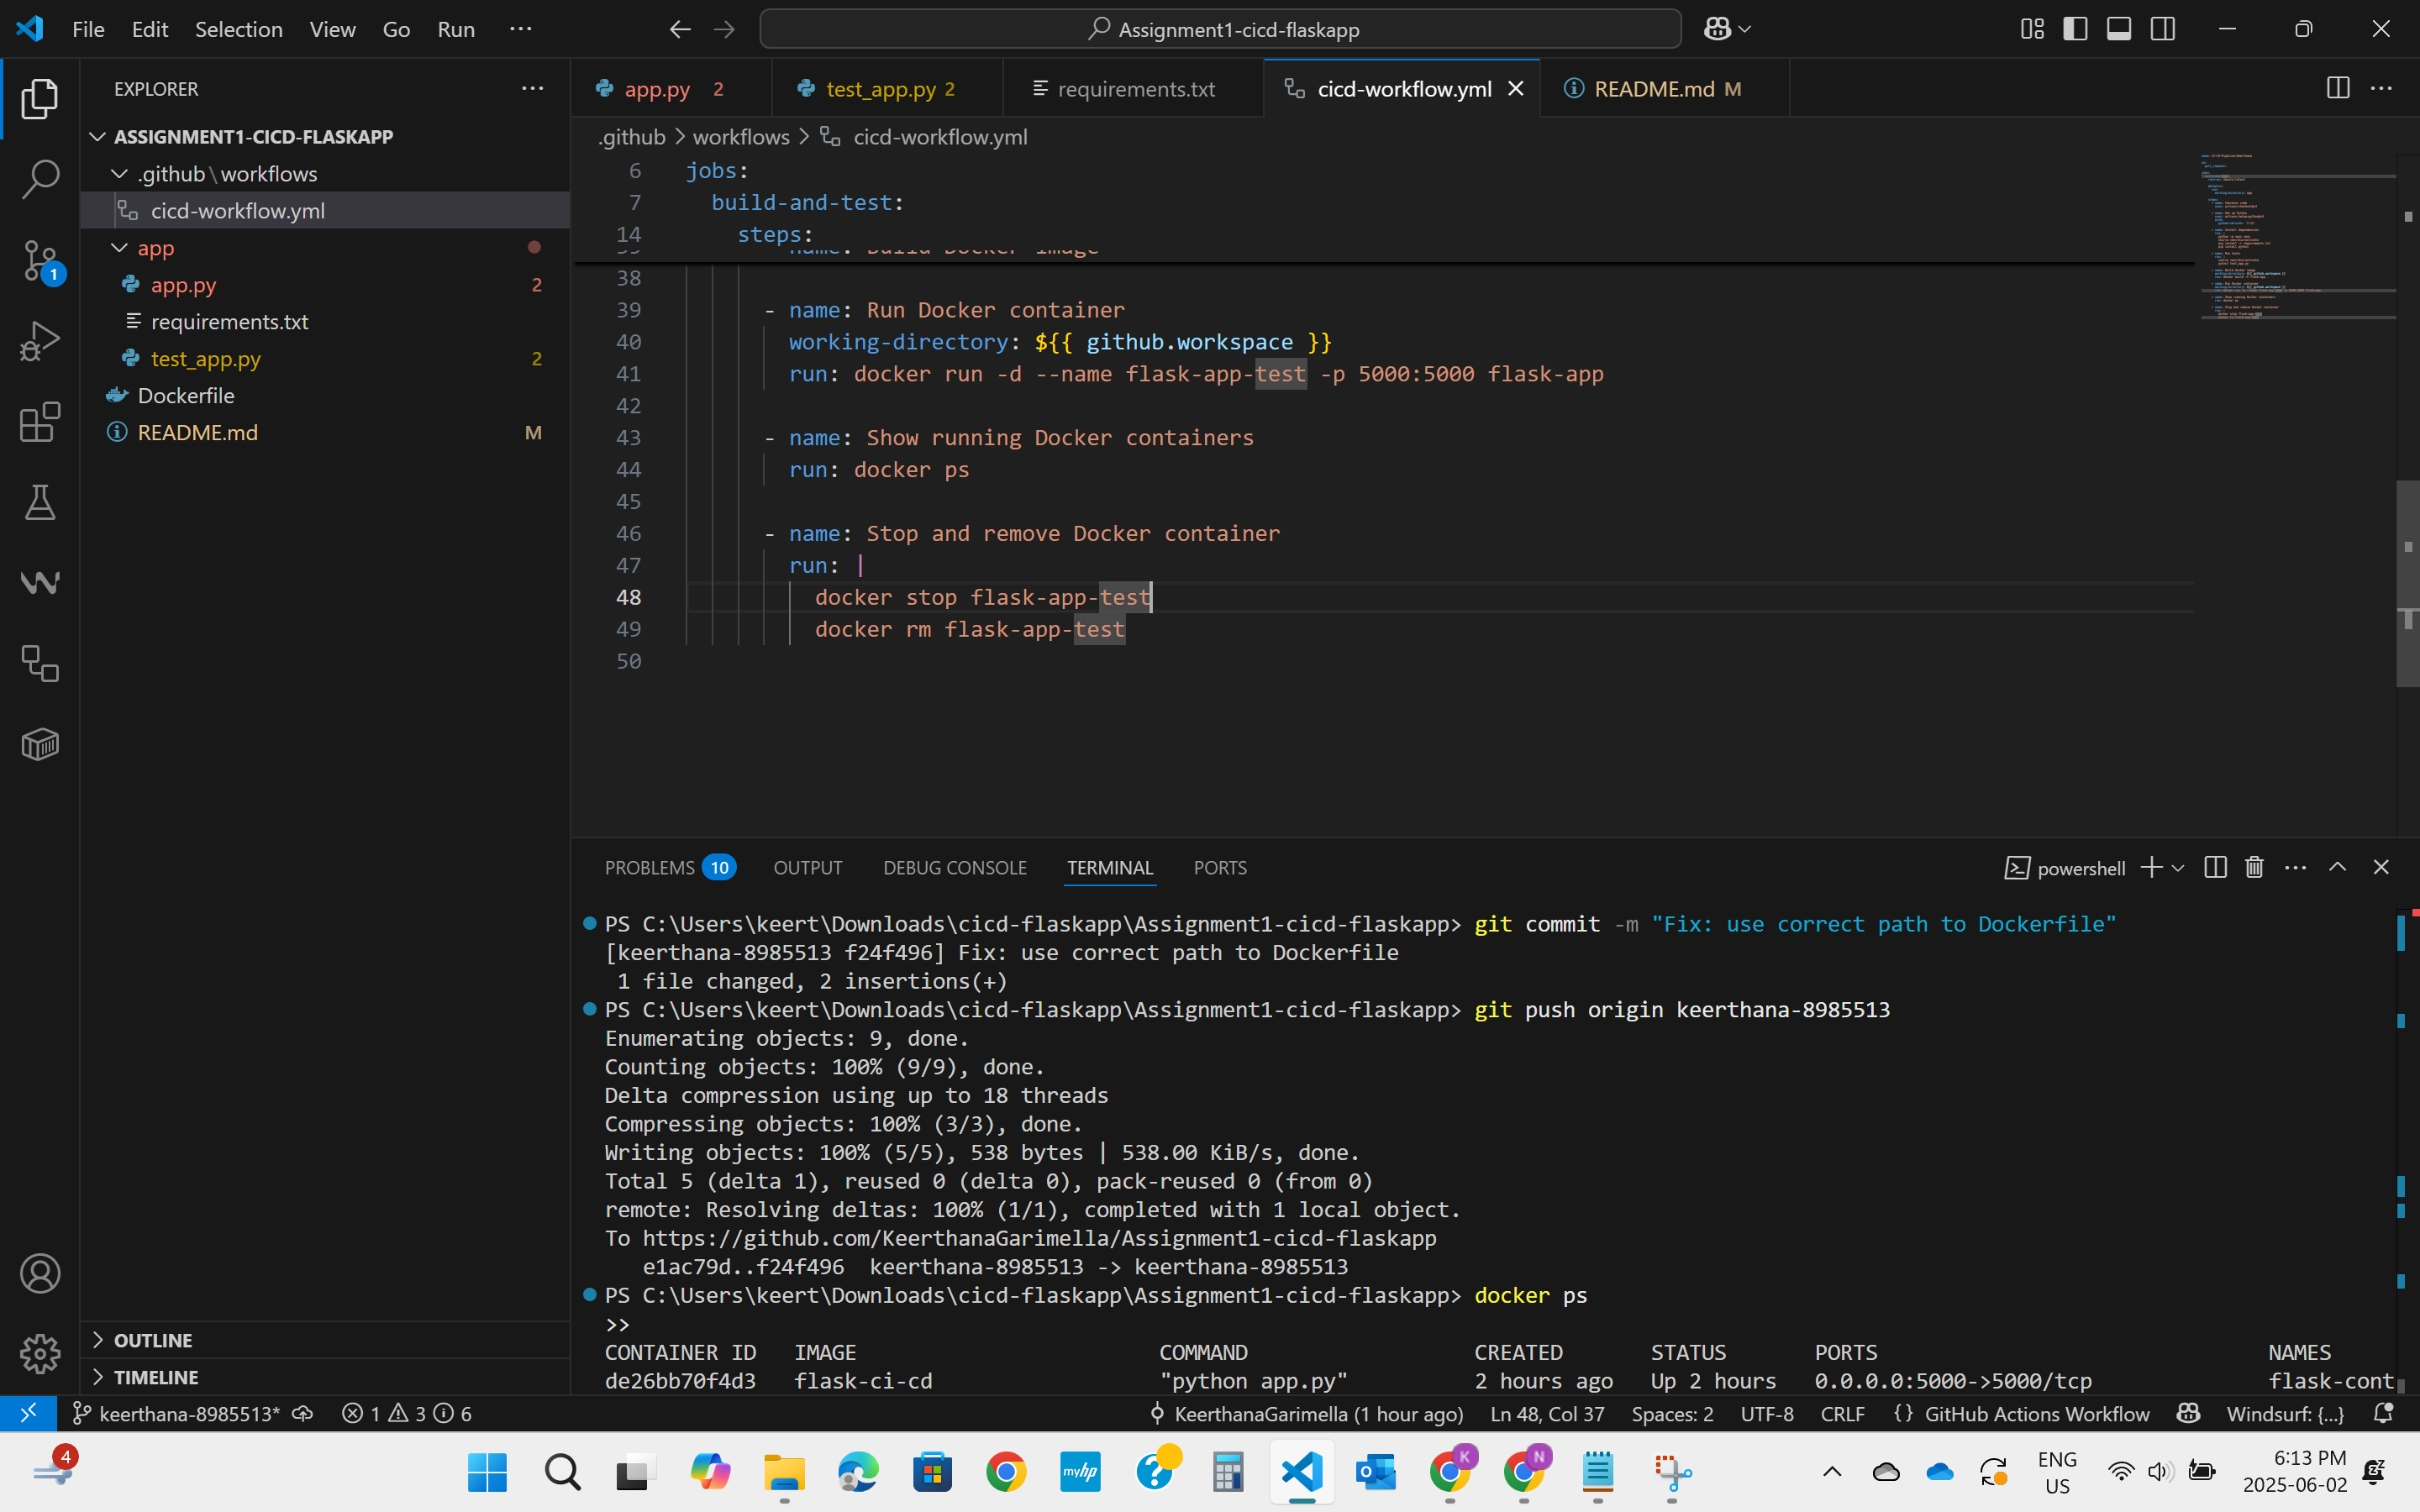 File Edit Selection View Go Run ···
Assignment1-cicd-flaskapp
EXPLORER
ASSIGNMENT1-CICD-FLASKAPP
.github\workflows
cicd-workflow.yml
app
app.py 2
requirements.txt
test_app.py 2
Dockerfile
README.md M
OUTLINE
TIMELINE
1
app.py 2 test_app.py 2 requirements.txt cicd-workflow.yml README.md M
.github > workflows > cicd-workflow.yml
6 jobs:
7 build-and-test:
14 steps:
38
39 - name: Run Docker container
40 working-directory: ${{ github.workspace }}
41 run: docker run -d --name flask-app-test -p 5000:5000 flask-app
42
43 - name: Show running Docker containers
44 run: docker ps
45
46 - name: Stop and remove Docker container
47 run: |
48 docker stop flask-app-test
49 docker rm flask-app-test
50
PROBLEMS 10 OUTPUT DEBUG CONSOLE TERMINAL PORTS powershell
PS C:\Users\keert\Downloads\cicd-flaskapp\Assignment1-cicd-flaskapp> git commit -m "Fix: use correct path to Dockerfile"
[keerthana-8985513 f24f496] Fix: use correct path to Dockerfile
1 file changed, 2 insertions(+)
PS C:\Users\keert\Downloads\cicd-flaskapp\Assignment1-cicd-flaskapp> git push origin keerthana-8985513
Enumerating objects: 9, done.
Counting objects: 100% (9/9), done.
Delta compression using up to 18 threads
Compressing objects: 100% (3/3), done.
Writing objects: 100% (5/5), 538 bytes | 538.00 KiB/s, done.
Total 5 (delta 1), reused 0 (delta 0), pack-reused 0 (from 0)
remote: Resolving deltas: 100% (1/1), completed with 1 local object.
To https://github.com/KeerthanaGarimella/Assignment1-cicd-flaskapp
e1ac79d..f24f496 keerthana-8985513 -> keerthana-8985513
PS C:\Users\keert\Downloads\cicd-flaskapp\Assignment1-cicd-flaskapp> docker ps
>>
CONTAINER ID IMAGE COMMAND CREATED STATUS PORTS NAMES
de26bb70f4d3 flask-ci-cd "python app.py" 2 hours ago Up 2 hours 0.0.0.0:5000->5000/tcp flask-cont
keerthana-8985513* 1 3 6 KeerthanaGarimella (1 hour ago) Ln 48, Col 37 Spaces: 2 UTF-8 CRLF {} GitHub Actions Workflow Windsurf: {...}
4 myhp K N ENG 6:13 PM
US 2025-06-02